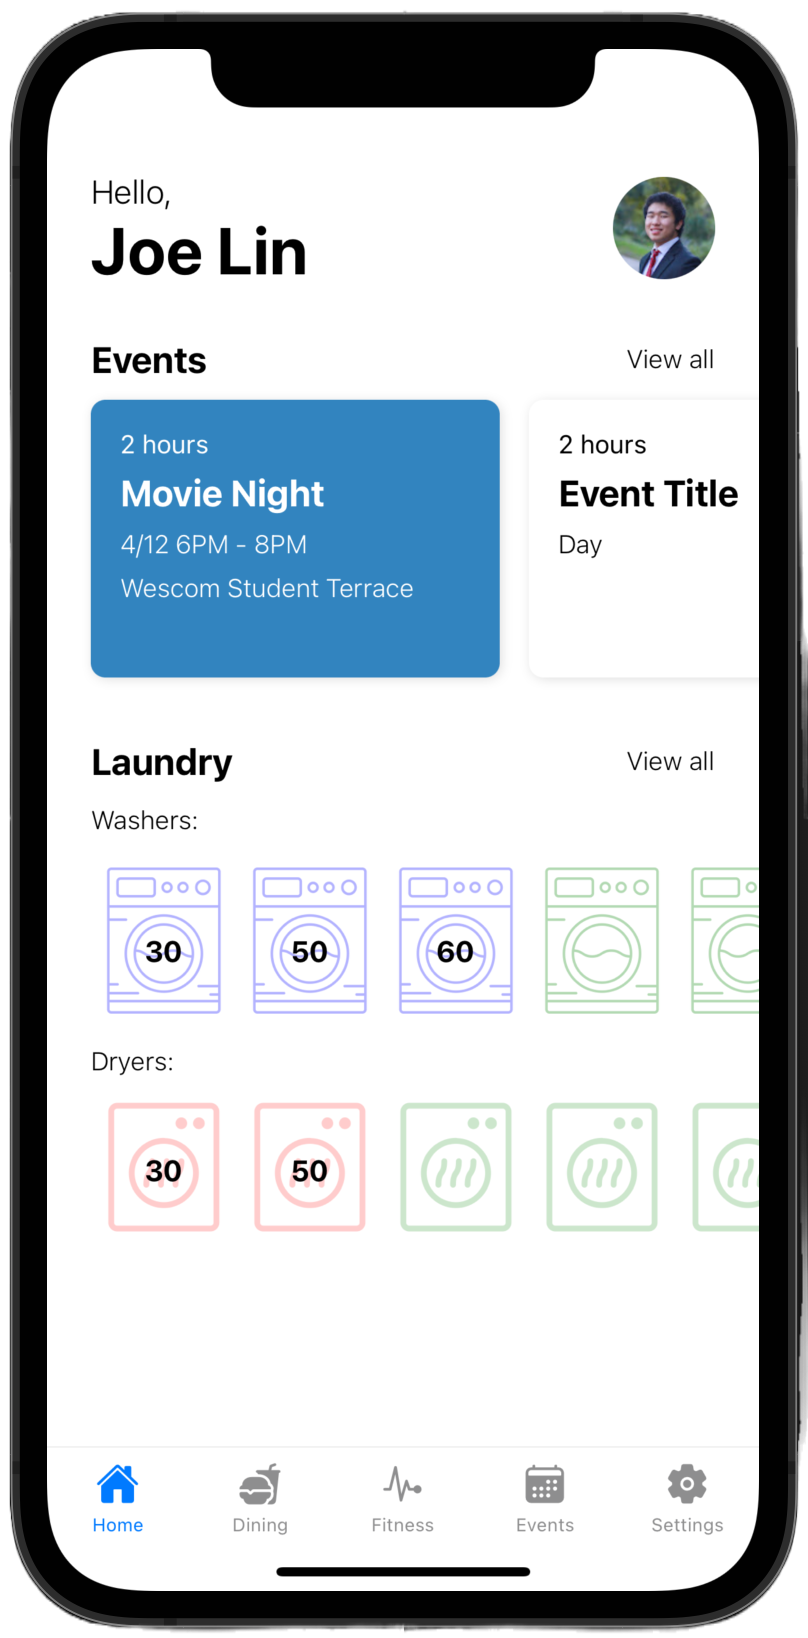 Hello,
Joe Lin
Events
View all
2 hours
Movie Night
4/12 6PM - 8PM
Wescom Student Terrace
2 hours
Event Title
Day
Laundry
View all
Washers:
30
50
60
Dryers:
30
50
Home
Dining
Fitness
Events
Settings